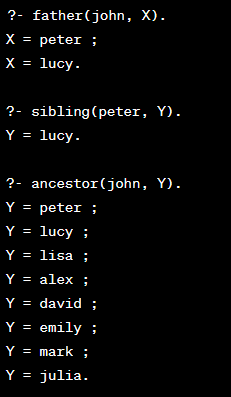 ?- father(john, X).
X = peter ;
X = lucy.
?- sibling(peter, Y).
Y = lucy.
?- ancestor(john, Y).
Y = peter ;
Y = lucy ;
Y = lisa ;
Y = alex ;
Y = david ;
Y = emily ;
Y = mark ;
Y = julia.